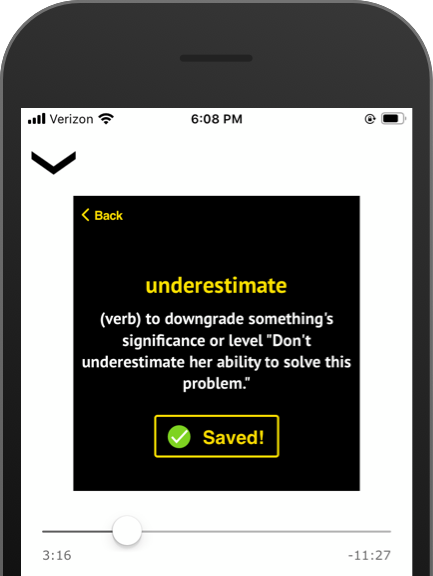 Verizon 6:08 PM
Back
underestimate
(verb) to downgrade something's
significance or level "Don't
underestimate her ability to solve this
problem."
Saved!
3:16 -11:27